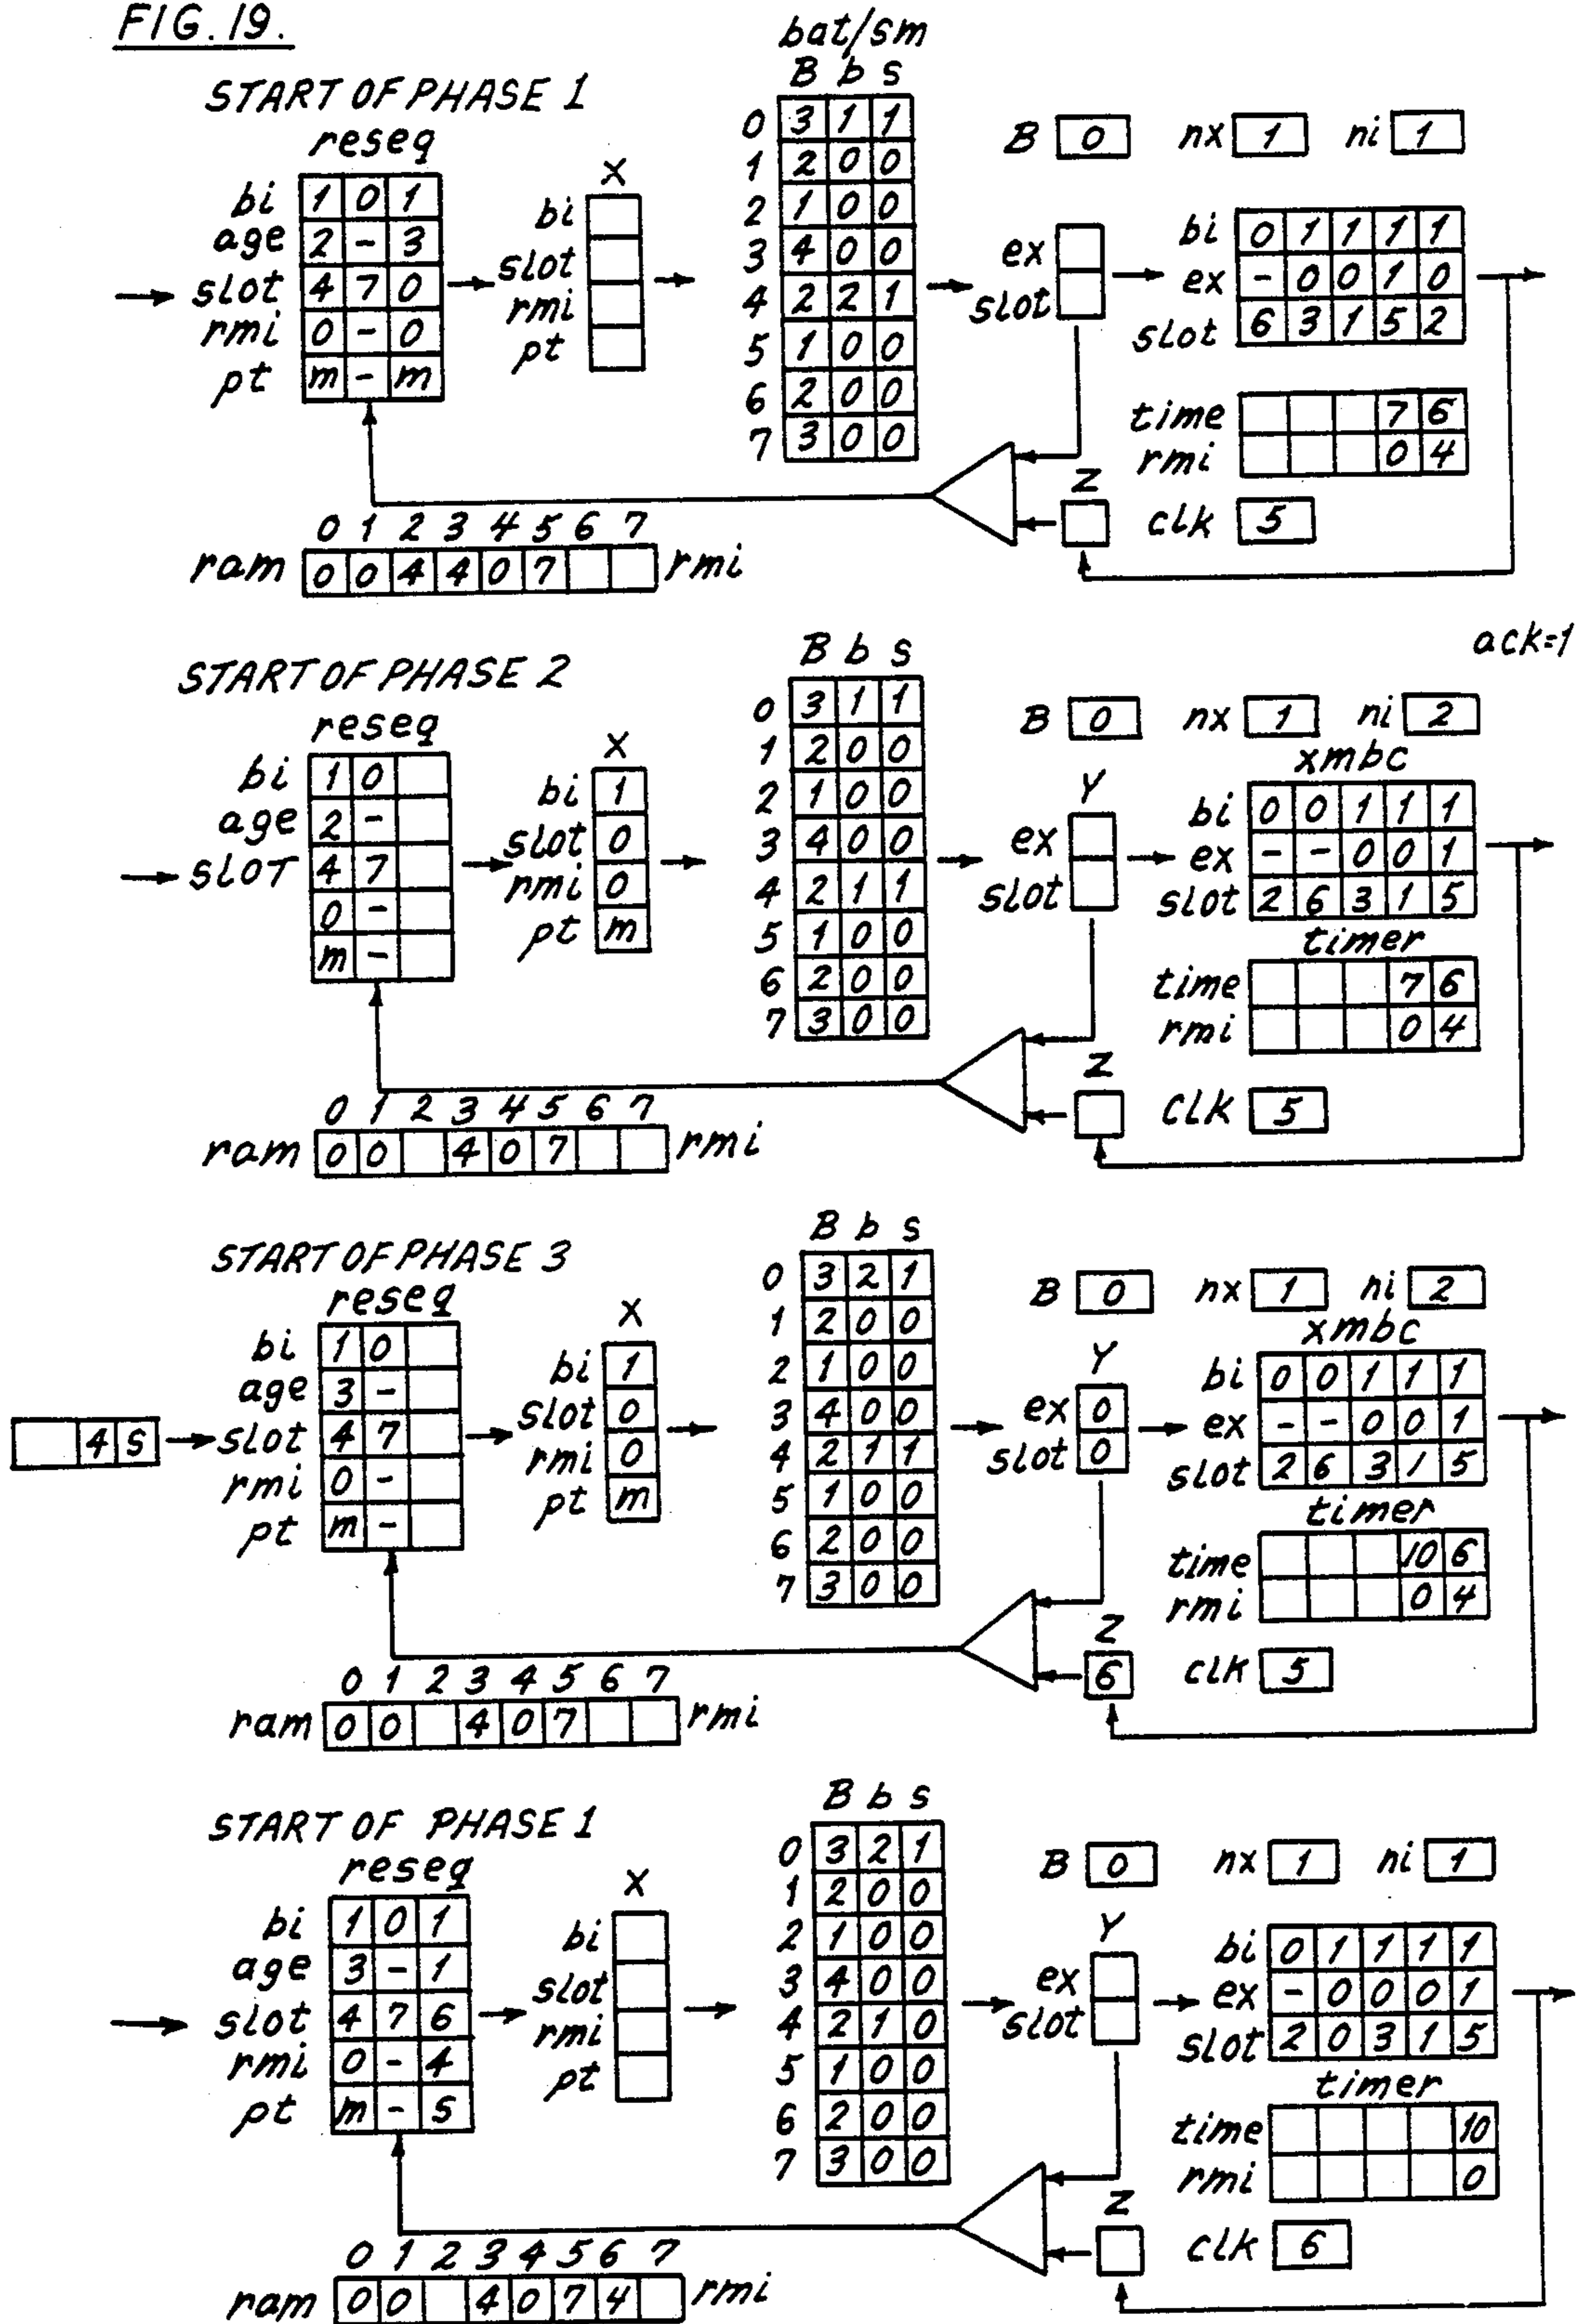 FIG. 19.
START OF PHASE 1
reseq
bi 1 0 1
age 2 - 3
slot 4 7 0
rmi 0 - 0
pt m - m
X
bi
slot
rmi
pt
bat/sm
B b s
0 3 1 1
1 2 0 0
2 1 0 0
3 4 0 0
4 2 2 1
5 1 0 0
6 2 0 0
7 3 0 0
B 0 nx 1 ni 1
ex
slot
bi 0 1 1 1 1
ex - 0 0 1 0
slot 6 3 1 5 2
time 7 6
rmi 0 4
Z
clk 5
0 1 2 3 4 5 6 7
ram 0 0 4 4 0 7 rmi
ack=1
START OF PHASE 2
reseq
bi 1 0
age 2 -
SLOT 4 7
0 -
m -
X
bi 1
slot 0
rmi 0
pt m
B b s
0 3 1 1
1 2 0 0
2 1 0 0
3 4 0 0
4 2 1 1
5 1 0 0
6 2 0 0
7 3 0 0
B 0 nx 1 ni 2
Y
ex
slot
xmbc
bi 0 0 1 1 1
ex - - 0 0 1
slot 2 6 3 1 5
timer
time 7 6
rmi 0 4
Z
clk 5
0 1 2 3 4 5 6 7
ram 0 0 4 0 7 rmi
START OF PHASE 3
reseq
bi 1 0
age 3 -
4 s slot 4 7
rmi 0 -
pt m -
X
bi 1
slot 0
rmi 0
pt m
B b s
0 3 2 1
1 2 0 0
2 1 0 0
3 4 0 0
4 2 1 1
5 1 0 0
6 2 0 0
7 3 0 0
B 0 nx 1 ni 2
Y
ex 0
slot 0
xmbc
bi 0 0 1 1 1
ex - - 0 0 1
slot 2 6 3 1 5
timer
time 10 6
rmi 0 4
Z
6
clk 5
0 1 2 3 4 5 6 7
ram 0 0 4 0 7 rmi
START OF PHASE 1
reseq
bi 1 0 1
age 3 - 1
slot 4 7 6
rmi 0 - 4
pt m - s
X
bi
slot
rmi
pt
B b s
0 3 2 1
1 2 0 0
2 1 0 0
3 4 0 0
4 2 1 0
5 1 0 0
6 2 0 0
7 3 0 0
B 0 nx 1 ni 1
Y
ex
slot
bi 0 1 1 1 1
ex - 0 0 0 1
slot 2 0 3 1 5
timer
time 10
rmi 0
Z
clk 6
0 1 2 3 4 5 6 7
ram 0 0 4 0 7 4 rmi